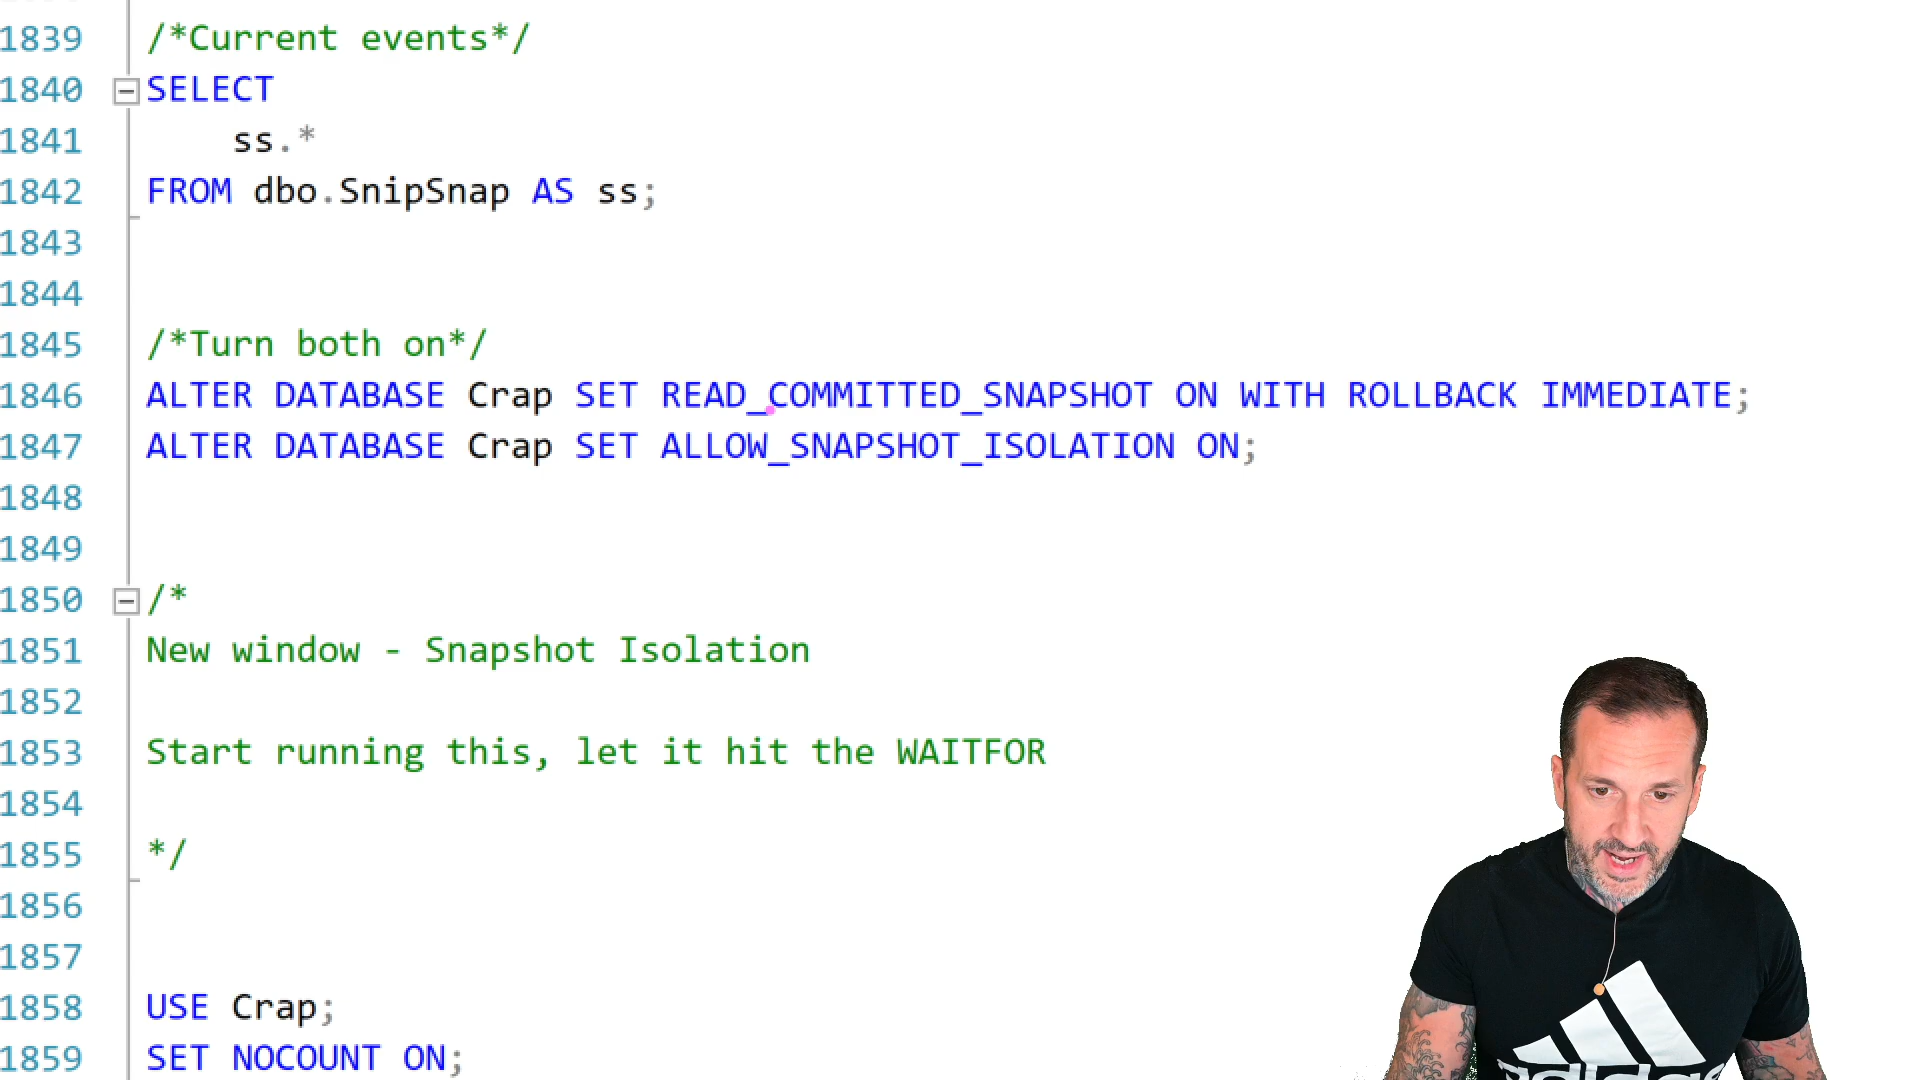 1839 /*Current events*/
1840 SELECT
1841 ss.*
1842 FROM dbo.SnipSnap AS ss;
1843
1844
1845 /*Turn both on*/
1846 ALTER DATABASE Crap SET READ_COMMITTED_SNAPSHOT ON WITH ROLLBACK IMMEDIATE;
1847 ALTER DATABASE Crap SET ALLOW_SNAPSHOT_ISOLATION ON;
1848
1849
1850 /*
1851 New window - Snapshot Isolation
1852
1853 Start running this, let it hit the WAITFOR
1854
1855 */
1856
1857
1858 USE Crap;
1859 SET NOCOUNT ON;
adidas